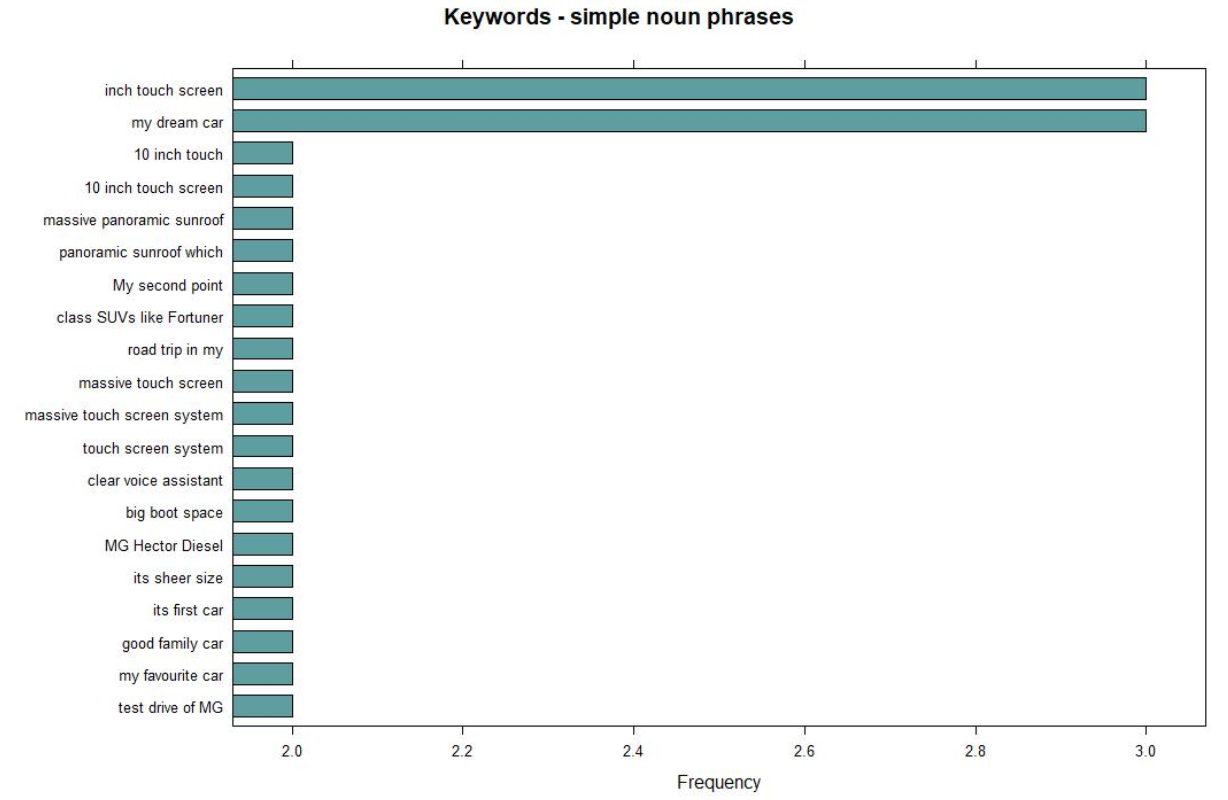 Keywords - simple noun phrases
inch touch screen
my dream car
10 inch touch
10 inch touch screen
massive panoramic sunroof
panoramic sunroof which
My second point
class SUVs like Fortuner
road trip in my
massive touch screen
massive touch screen system
touch screen system
clear voice assistant
big boot space
MG Hector Diesel
its sheer size
its first car
good family car
my favourite car
test drive of MG
2.0 2.2 2.4 2.6 2.8 3.0
Frequency